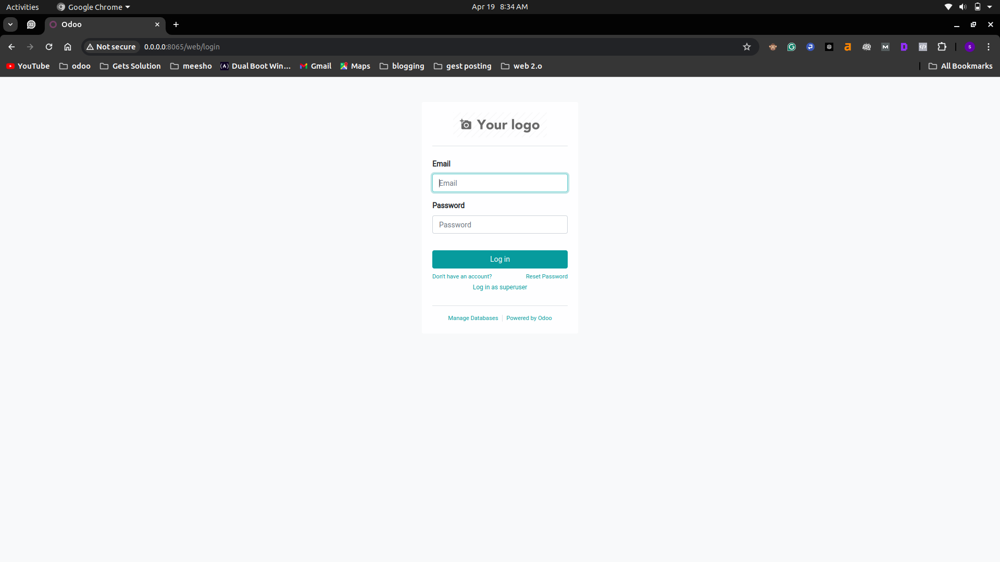 Activities Google Chrome Apr 19 8:34 AM
32 Odoo
Not secure 0.0.0.0:8065/web/login
YouTube odoo Gets Solution meesho Dual Boot Win... Gmail Maps blogging gest posting web 2.o All Bookmarks
Your logo
Email
Email
Password
Password
Log in
Don't have an account? Reset Password
Log in as superuser
Manage Databases Powered by Odoo